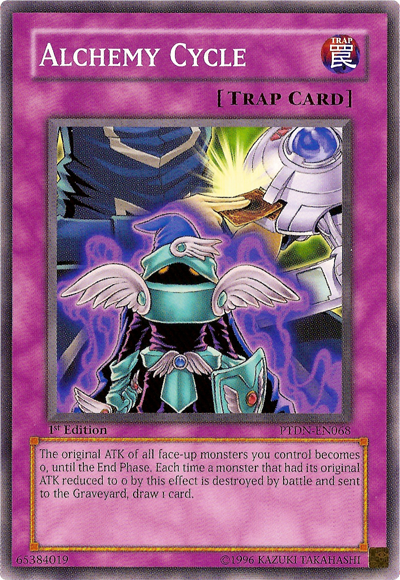 ALCHEMY CYCLE
TRAP
罠
[TRAP CARD]
1st Edition
PTDN-EN068
The original ATK of all face-up monsters you control becomes
0, until the End Phase. Each time a monster that had its original
ATK reduced to 0 by this effect is destroyed by battle and sent
to the Graveyard, draw 1 card.
65384019
©1996 KAZUKI TAKAHASHI